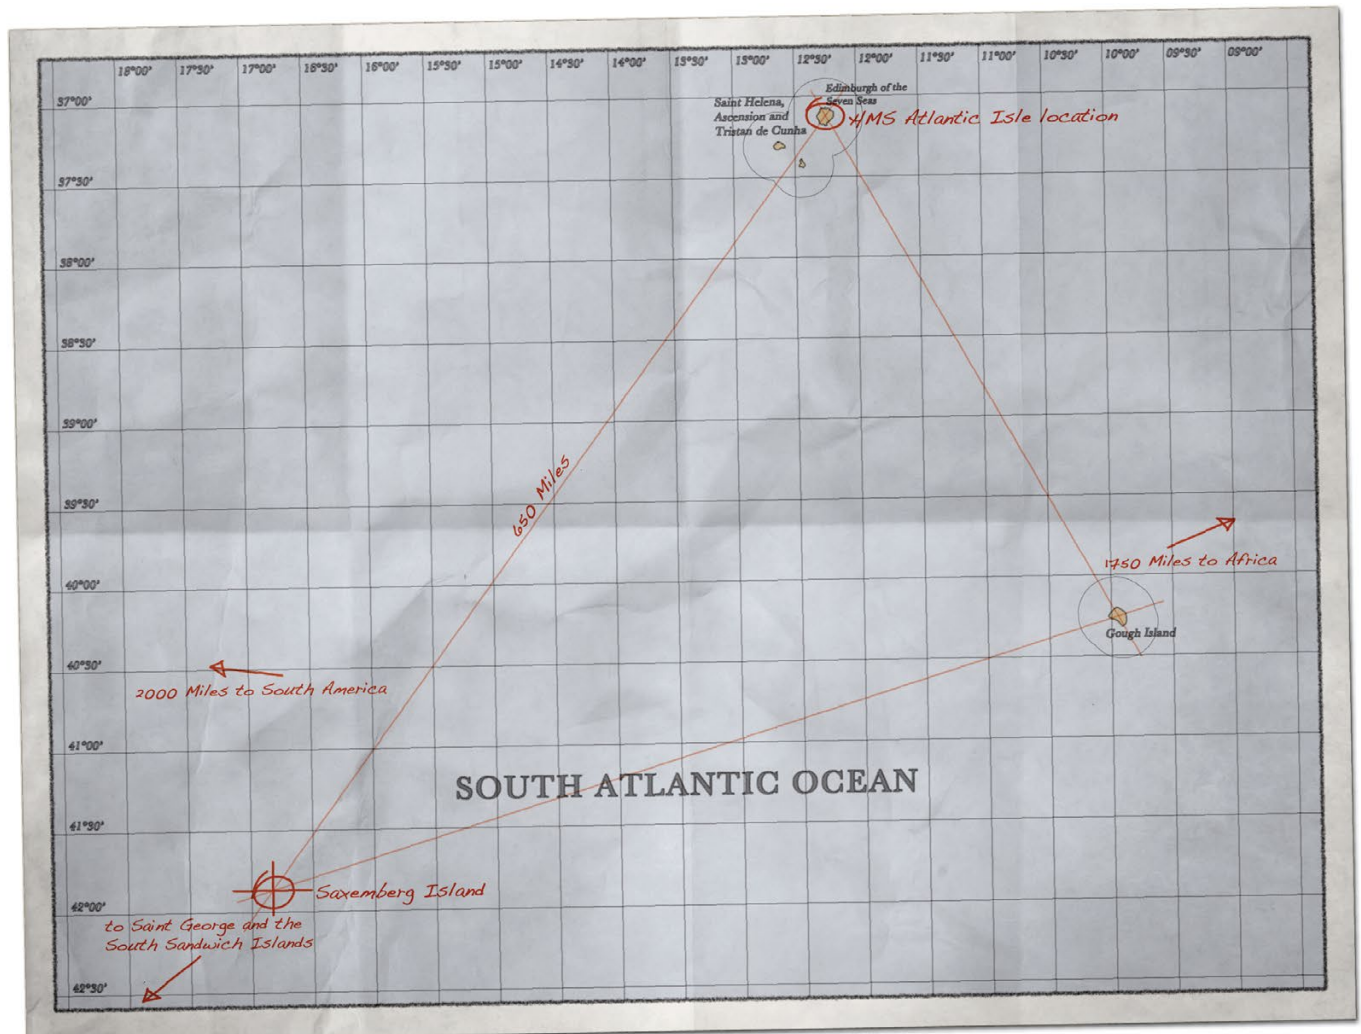 18°00' 17°30' 17°00' 16°30' 16°00' 15°30' 15°00' 14°30' 14°00' 13°30' 13°00' 12°30' 12°00' 11°30' 11°00' 10°30' 10°00' 09°30' 09°00'
37°00'
Edinburgh of the
Seven Seas
Saint Helena,
Ascension and
Tristan de Cunha
HMS Atlantic Isle location
37°30'
38°00'
38°30'
39°00'
650 Miles
39°30'
1750 Miles to Africa
40°00'
Gough Island
40°30'
2000 Miles to South America
41°00'
SOUTH ATLANTIC OCEAN
41°30'
Saxemberg Island
42°00'
to Saint George and the
South Sandwich Islands
42°30'